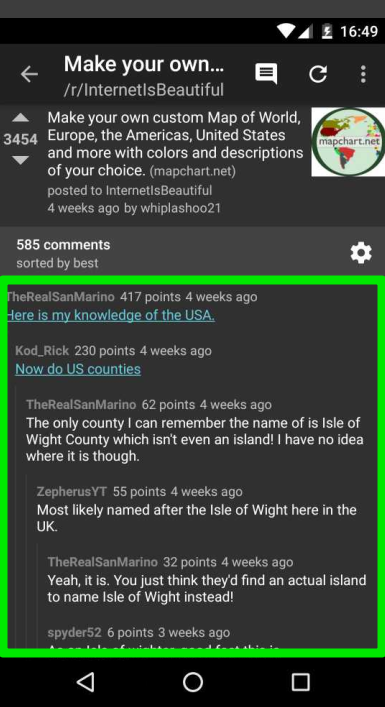 16:49
Make your own...
/r/InternetIsBeautiful
3454
Make your own custom Map of World,
Europe, the Americas, United States
and more with colors and descriptions
of your choice. (mapchart.net)
posted to InternetIsBeautiful
4 weeks ago by whiplashoo21
mapchart.net
585 comments
sorted by best
TheRealSanMarino 417 points 4 weeks ago
Here is my knowledge of the USA.
Kod_Rick 230 points 4 weeks ago
Now do US counties
TheRealSanMarino 62 points 4 weeks ago
The only county I can remember the name of is Isle of
Wight County which isn't even an island! I have no idea
where it is though.
ZepherusYT 55 points 4 weeks ago
Most likely named after the Isle of Wight here in the
UK.
TheRealSanMarino 32 points 4 weeks ago
Yeah, it is. You just think they'd find an actual island
to name Isle of Wight instead!
spyder52 6 points 3 weeks ago